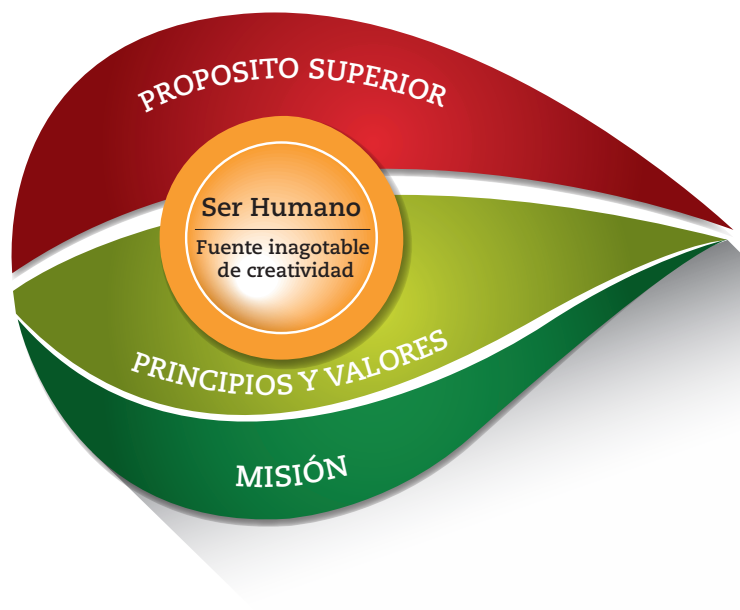 PROPOSITO SUPERIOR
Ser Humano
Fuente inagotable
de creatividad
PRINCIPIOS Y VALORES
MISIÓN